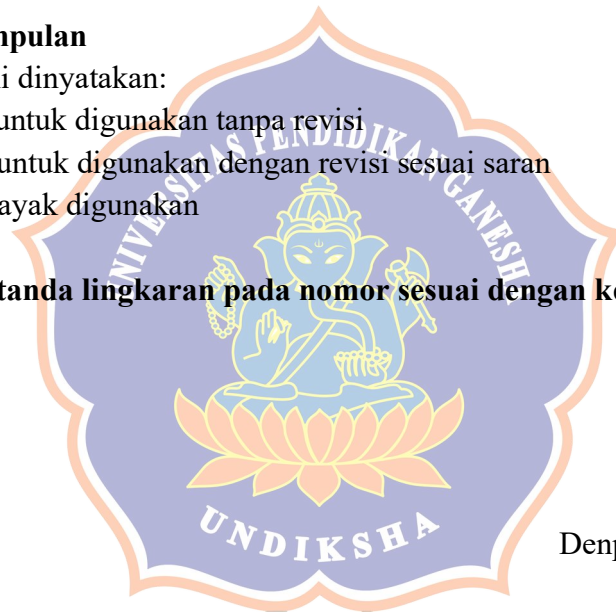 npulan
i dinyatakan:
untuk digunakan tanpa revisi
untuk digunakan dengan revisi sesuai saran
ayak digunakan
tanda lingkaran pada nomor sesuai dengan ke
UNIVERSITAS PENDIDIKAN GANESHA
UNDIKSHA
Denp